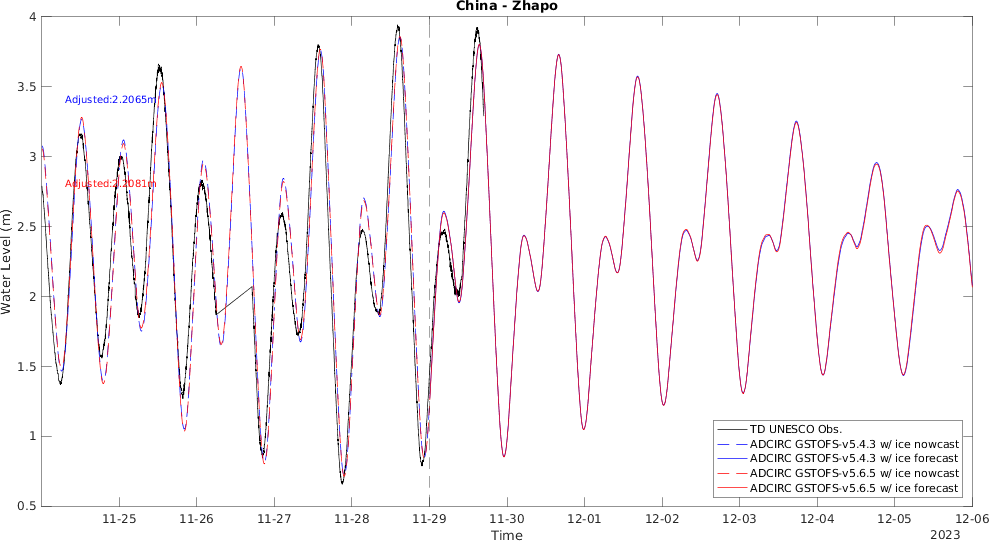 China - Zhapo
4
3.5
3
2.5
2
1.5
1
0.5
Water Level (m)
Adjusted:2.2065m
Adjusted:2.2081m
11-25 11-26 11-27 11-28 11-29 11-30 12-01 12-02 12-03 12-04 12-05 12-06
Time
2023
TD UNESCO Obs.
ADCIRC GSTOFS-v5.4.3 w/ ice nowcast
ADCIRC GSTOFS-v5.4.3 w/ ice forecast
ADCIRC GSTOFS-v5.6.5 w/ ice nowcast
ADCIRC GSTOFS-v5.6.5 w/ ice forecast